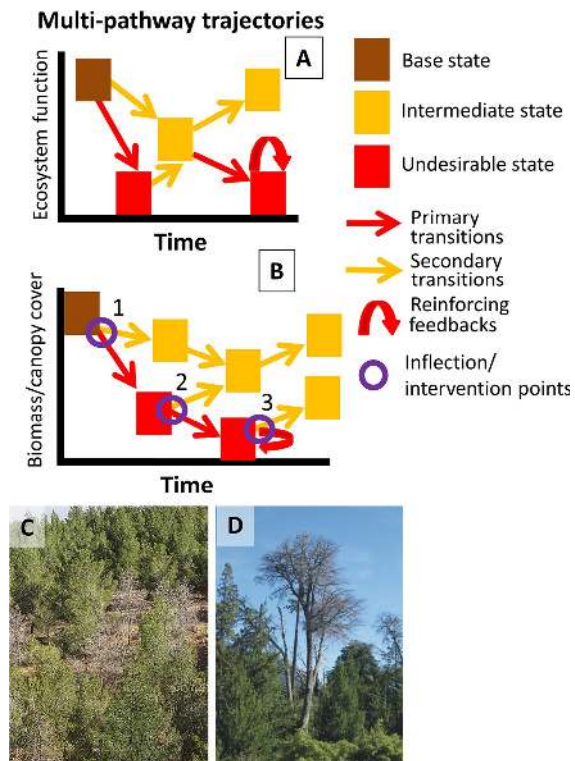 Multi-pathway trajectories
A
Ecosystem function
Time
Base state
Intermediate state
Undesirable state
Primary
transitions
Secondary
transitions
Reinforcing
feedbacks
Inflection/
intervention points
B
Biomass/canopy cover
1
2
3
Time
C
D